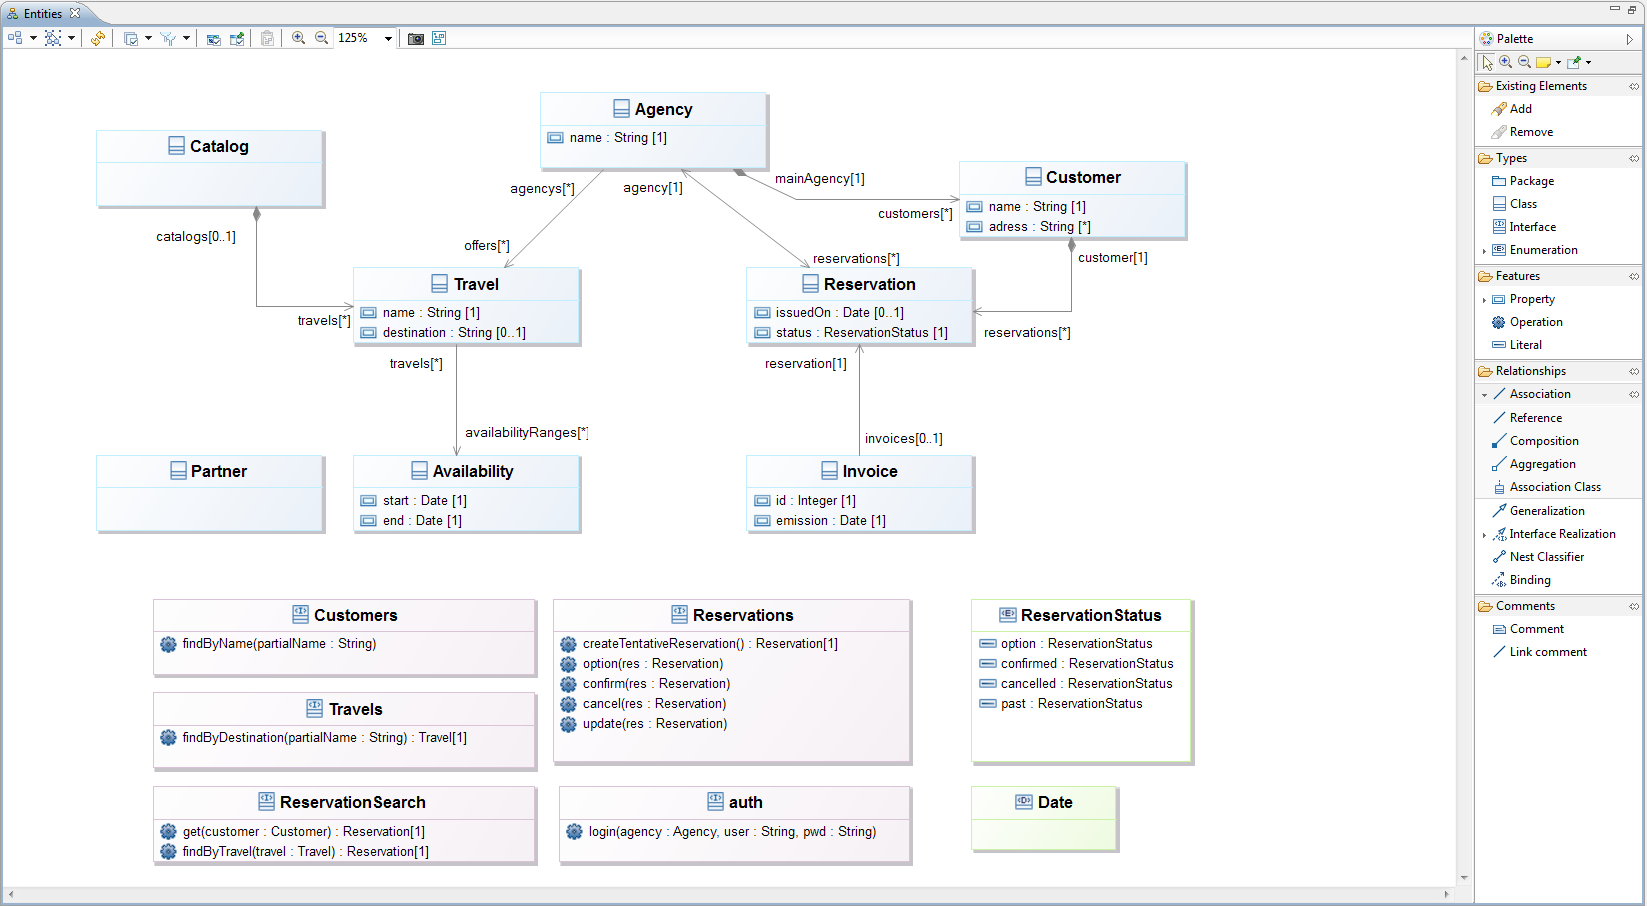 Entities
125%
Agency
name : String [1]
Catalog
Customer
name : String [1]
adress : String [*]
agencys[*]
agency[1]
mainAgency[1]
customers[*]
catalogs[0..1]
offers[*]
reservations[*]
customer[1]
Travel
name : String [1]
destination : String [0..1]
travels[*]
Reservation
issuedOn : Date [0..1]
status : ReservationStatus [1]
reservations[*]
travels[*]
reservation[1]
availabilityRanges[*]
invoices[0..1]
Partner
Availability
start : Date [1]
end : Date [1]
Invoice
id : Integer [1]
emission : Date [1]
Customers
findByName(partialName : String)
Travels
findByDestination(partialName : String) : Travel[1]
ReservationSearch
get(customer : Customer) : Reservation[1]
findByTravel(travel : Travel) : Reservation[1]
Reservations
createTentativeReservation() : Reservation[1]
option(res : Reservation)
confirm(res : Reservation)
cancel(res : Reservation)
update(res : Reservation)
auth
login(agency : Agency, user : String, pwd : String)
ReservationStatus
option : ReservationStatus
confirmed : ReservationStatus
cancelled : ReservationStatus
past : ReservationStatus
Date
Palette
Existing Elements
Add
Remove
Types
Package
Class
Interface
Enumeration
Features
Property
Operation
Literal
Relationships
Association
Reference
Composition
Aggregation
Association Class
Generalization
Interface Realization
Nest Classifier
Binding
Comments
Comment
Link comment